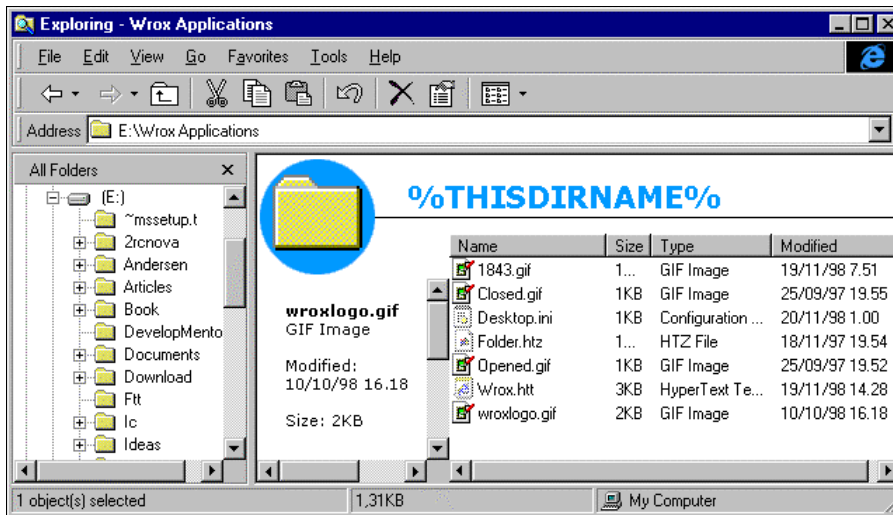 Exploring - Wrox Applications
File Edit View Go Favorites Tools Help
Address E:\Wrox Applications
All Folders
(E:)
~mssetup.t
2rcnova
Andersen
Articles
Book
DevelopMento
Documents
Download
Ftt
Ic
Ideas
%THISDIRNAME%
wroxlogo.gif
GIF Image
Modified:
10/10/98 16.18
Size: 2KB
Name Size Type Modified
1843.gif 1... GIF Image 19/11/98 7.51
Closed.gif 1KB GIF Image 25/09/97 19.55
Desktop.ini 1KB Configuration ... 20/11/98 1.00
Folder.htz 1... HTZ File 18/11/97 19.54
Opened.gif 1KB GIF Image 25/09/97 19.52
Wrox.htt 3KB HyperText Te... 19/11/98 14.28
wroxlogo.gif 2KB GIF Image 10/10/98 16.18
1 object(s) selected 1,31KB My Computer